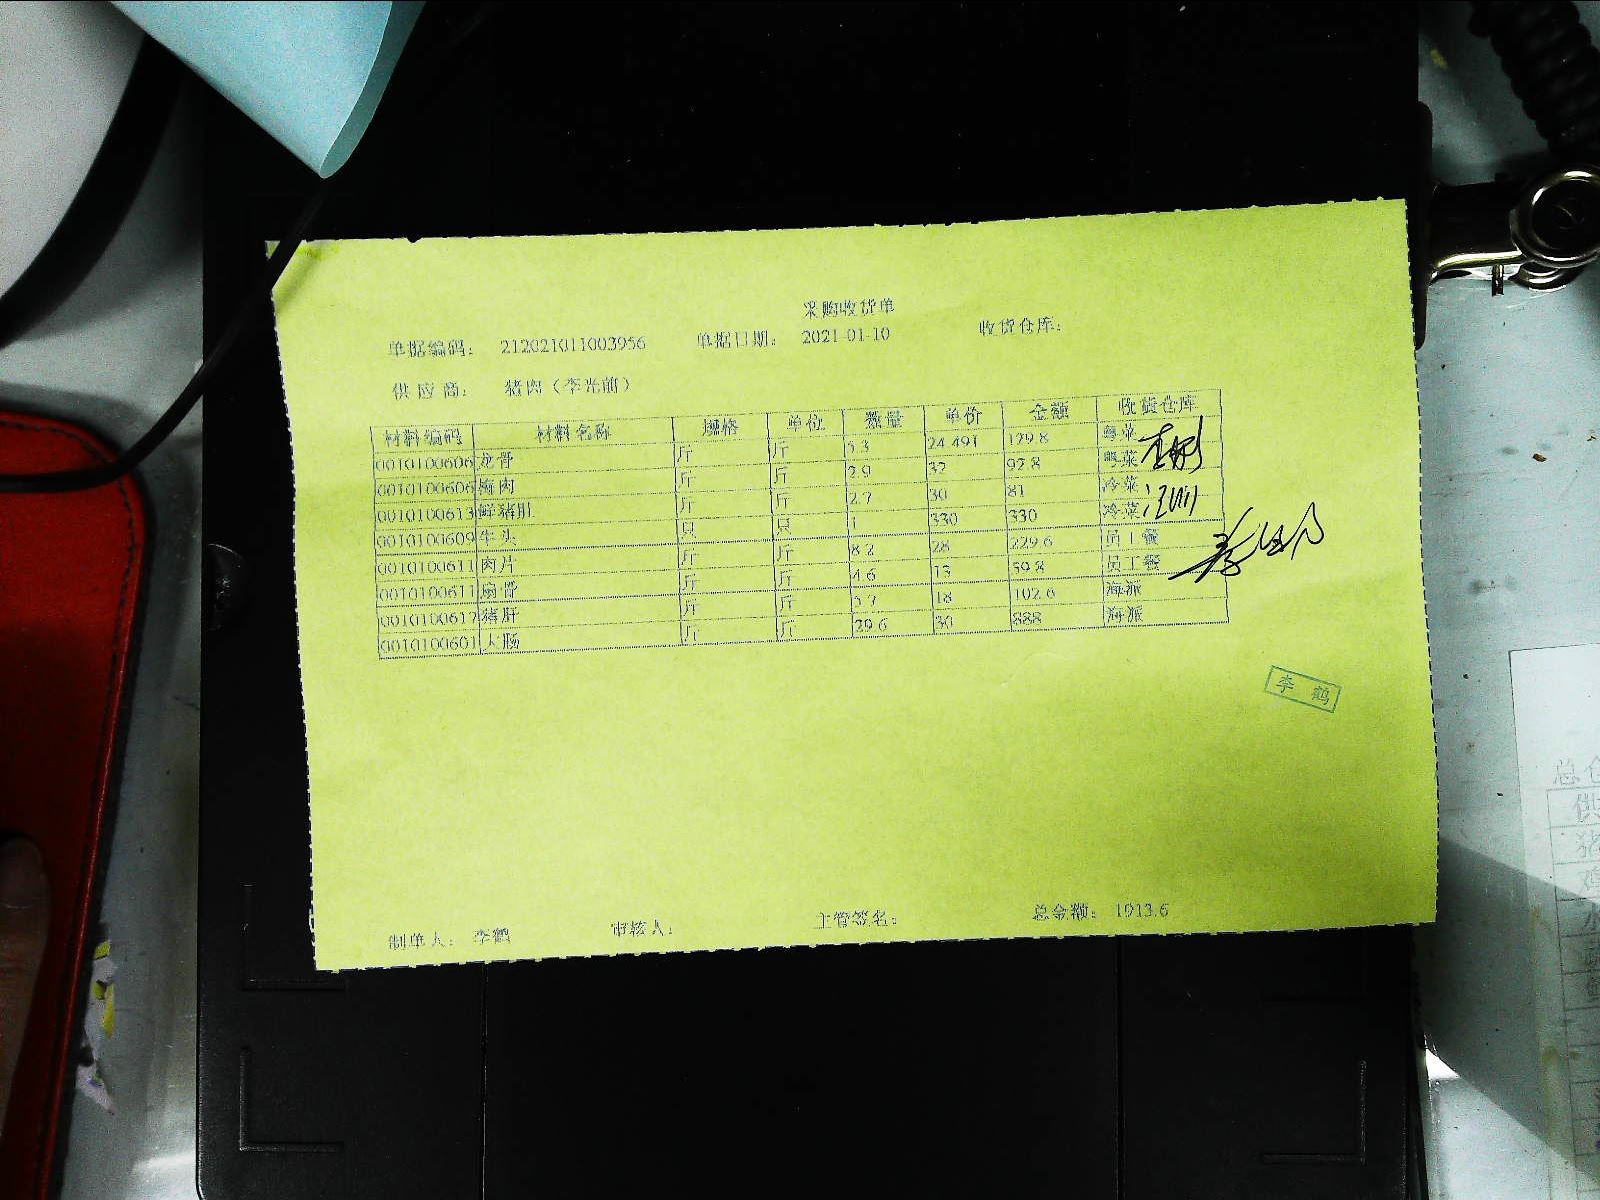 采购收货单
单据编码: 212021011003956 单据日期: 2021-01-10 收货仓库:
供应商: 猪肉(李光前)
材料编码 材料名称 规格 单位 数量 单价 金额 收货仓库
0010100606 龙骨 斤 斤 5.3 24.491 129.8 粤菜
0010100606 梅肉 斤 斤 2.9 32 92.8 粤菜
0010100613 鲜猪肚 斤 斤 2.7 30 81 冷菜
0010100609 牛头 只 只 1 330 330 冷菜
0010100611 肉片 斤 斤 8.2 28 229.6 员工餐
0010100611 扇骨 斤 斤 4.6 13 59.8 员工餐
0010100617 猪肝 斤 斤 5.7 18 102.6 海派
0010100601 大肠 斤 斤 29.6 30 888 海派
李鹤
制单人: 李鹤 审核人: 主管签名: 总金额: 1913.6
总仓
供
猪
鸡
水
蔬